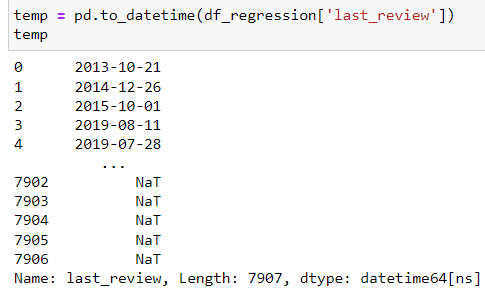 temp = pd.to_datetime(df_regression['last_review'])
temp
0 2013-10-21
1 2014-12-26
2 2015-10-01
3 2019-08-11
4 2019-07-28
...
7902 NaT
7903 NaT
7904 NaT
7905 NaT
7906 NaT
Name: last_review, Length: 7907, dtype: datetime64[ns]